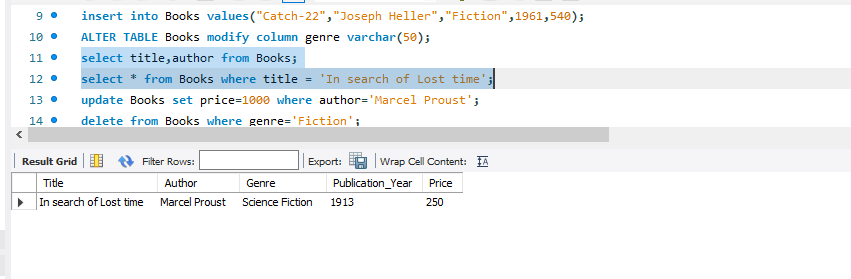 9 insert into Books values("Catch-22","Joseph Heller","Fiction",1961,540);
10 ALTER TABLE Books modify column genre varchar(50);
11 select title,author from Books;
12 select * from Books where title = 'In search of Lost time';
13 update Books set price=1000 where author='Marcel Proust';
14 delete from Books where genre='Fiction';
Result Grid Filter Rows: Export: Wrap Cell Content:
Title Author Genre Publication_Year Price
In search of Lost time Marcel Proust Science Fiction 1913 250